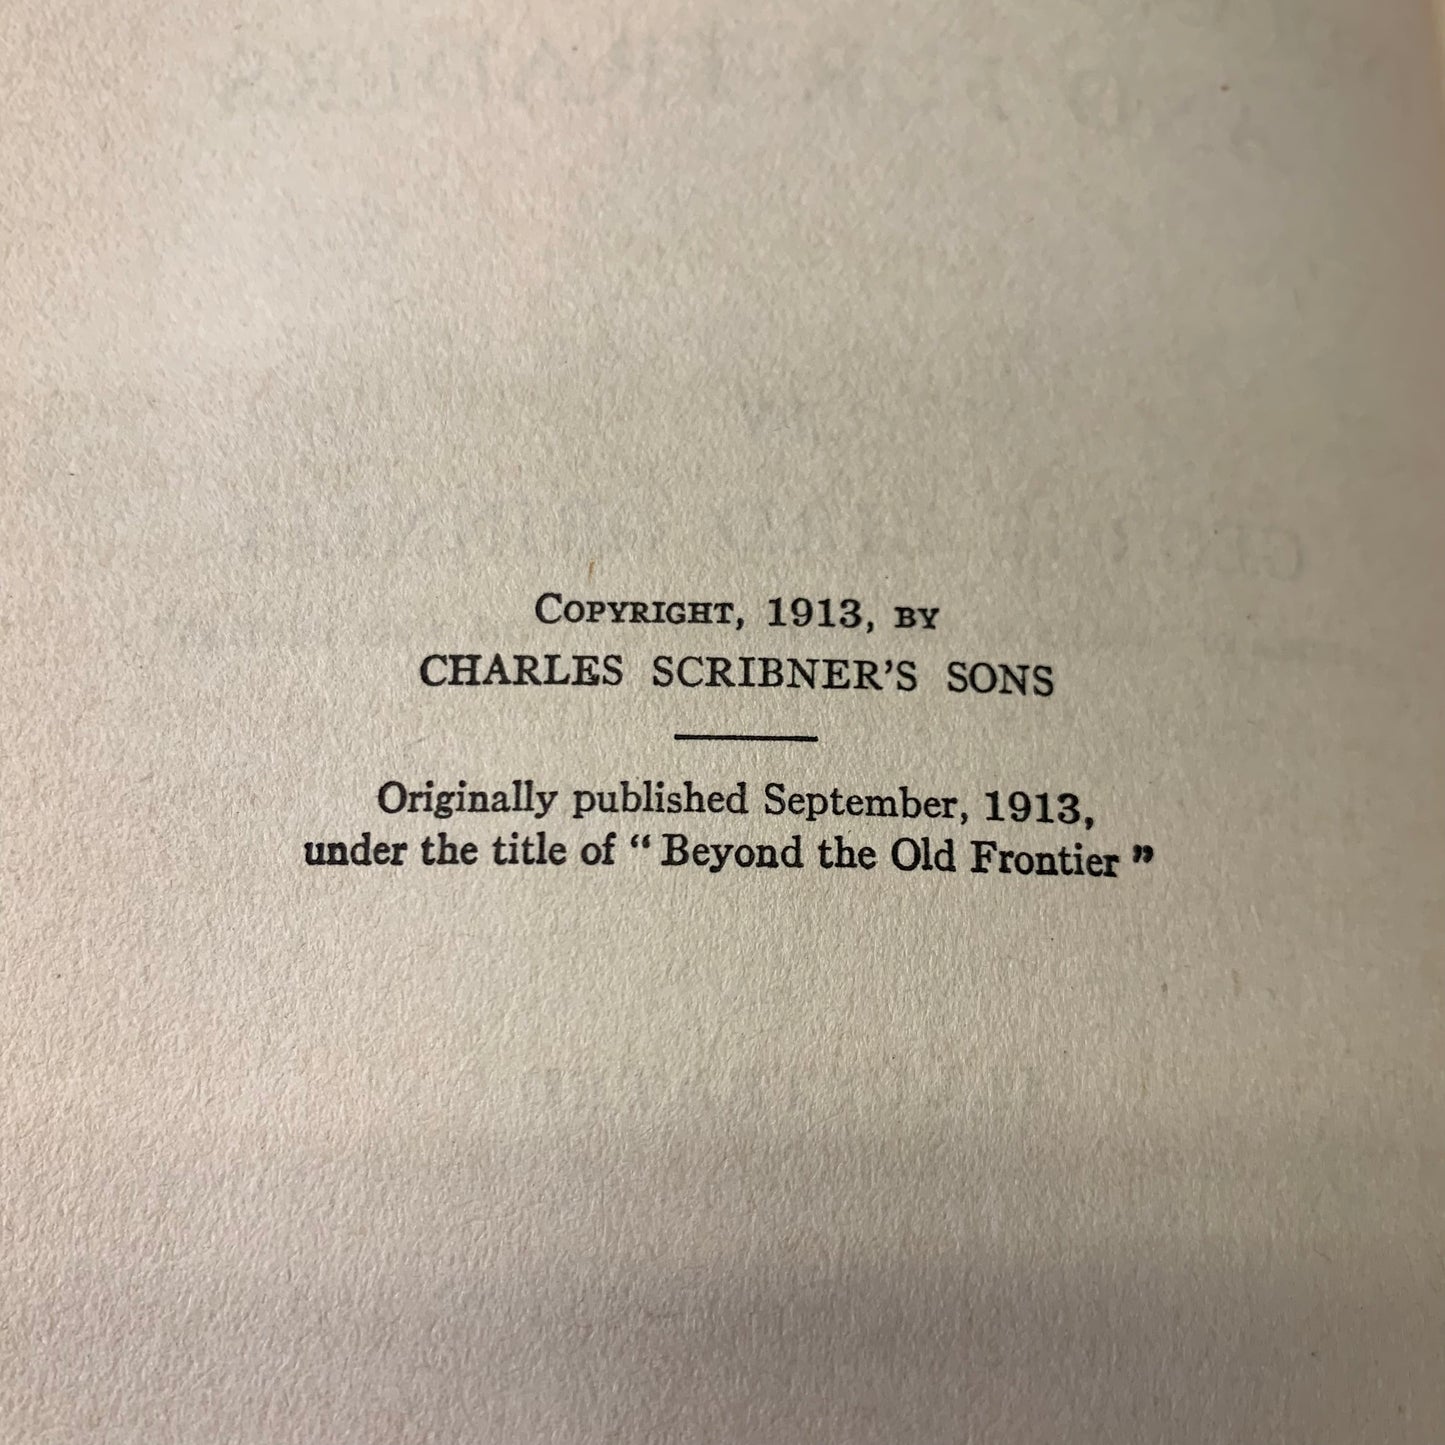 COPYRIGHT, 1913, BY
CHARLES SCRIBNER'S SONS
Originally published September, 1913,
under the title of "Beyond the Old Frontier"